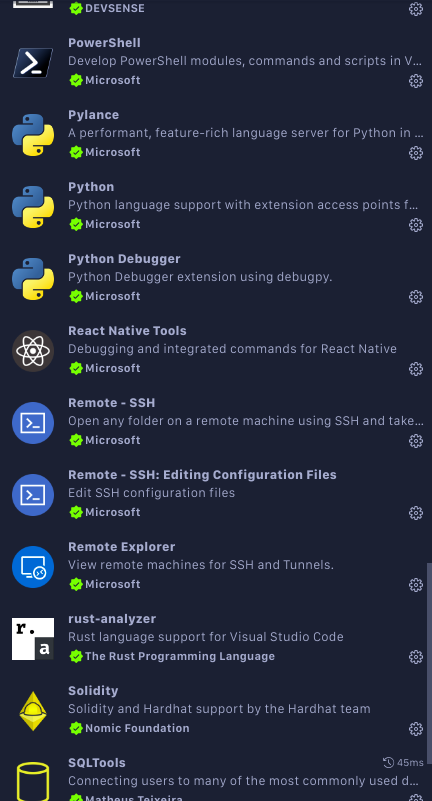 DEVSENSE
PowerShell
Develop PowerShell modules, commands and scripts in V...
Microsoft
Pylance
A performant, feature-rich language server for Python in ...
Microsoft
Python
Python language support with extension access points f...
Microsoft
Python Debugger
Python Debugger extension using debugpy.
Microsoft
React Native Tools
Debugging and integrated commands for React Native
Microsoft
Remote - SSH
Open any folder on a remote machine using SSH and take...
Microsoft
Remote - SSH: Editing Configuration Files
Edit SSH configuration files
Microsoft
Remote Explorer
View remote machines for SSH and Tunnels.
Microsoft
r.
a
rust-analyzer
Rust language support for Visual Studio Code
The Rust Programming Language
Solidity
Solidity and Hardhat support by the Hardhat team
Nomic Foundation
SQLTools 45ms
Connecting users to many of the most commonly used d...
Matheus Teixeira